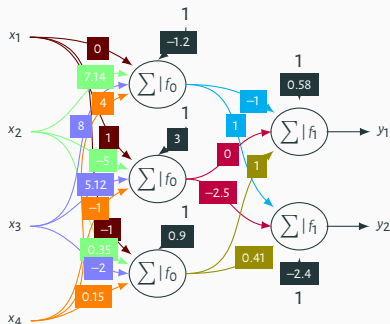 1
x₁
0
−1.2
7.14
∑ | f₀
1
4
0.58
8
1
−1
1
∑ | f₁
y₁
x₂
1
3
0
−5
1
∑ | f₀
5.12
−2.5
−1
1
x₃
−1
0.9
∑ | f₁
y₂
0.35
−2
∑ | f₀
0.41
−2.4
0.15
1
x₄